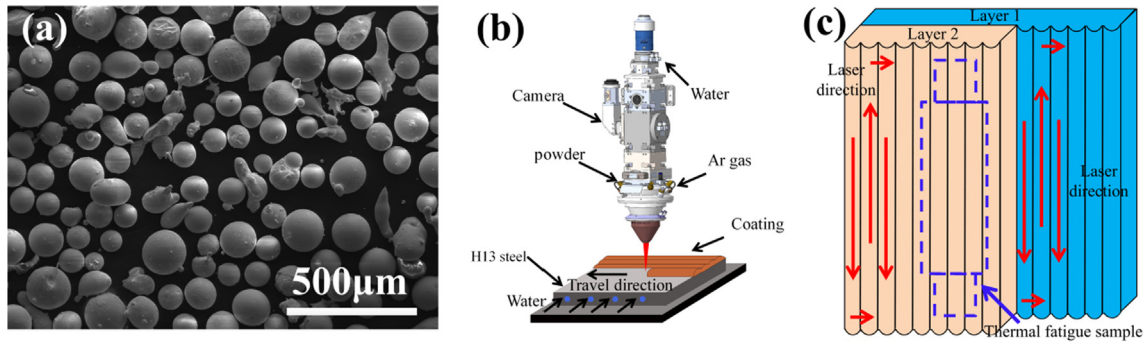 (a)
500μm
(b)
Water
Camera
powder
Ar gas
Coating
H13 steel
Travel direction
Water
(c)
Layer 1
Layer 2
Laser
direction
Laser
direction
Thermal fatigue sample